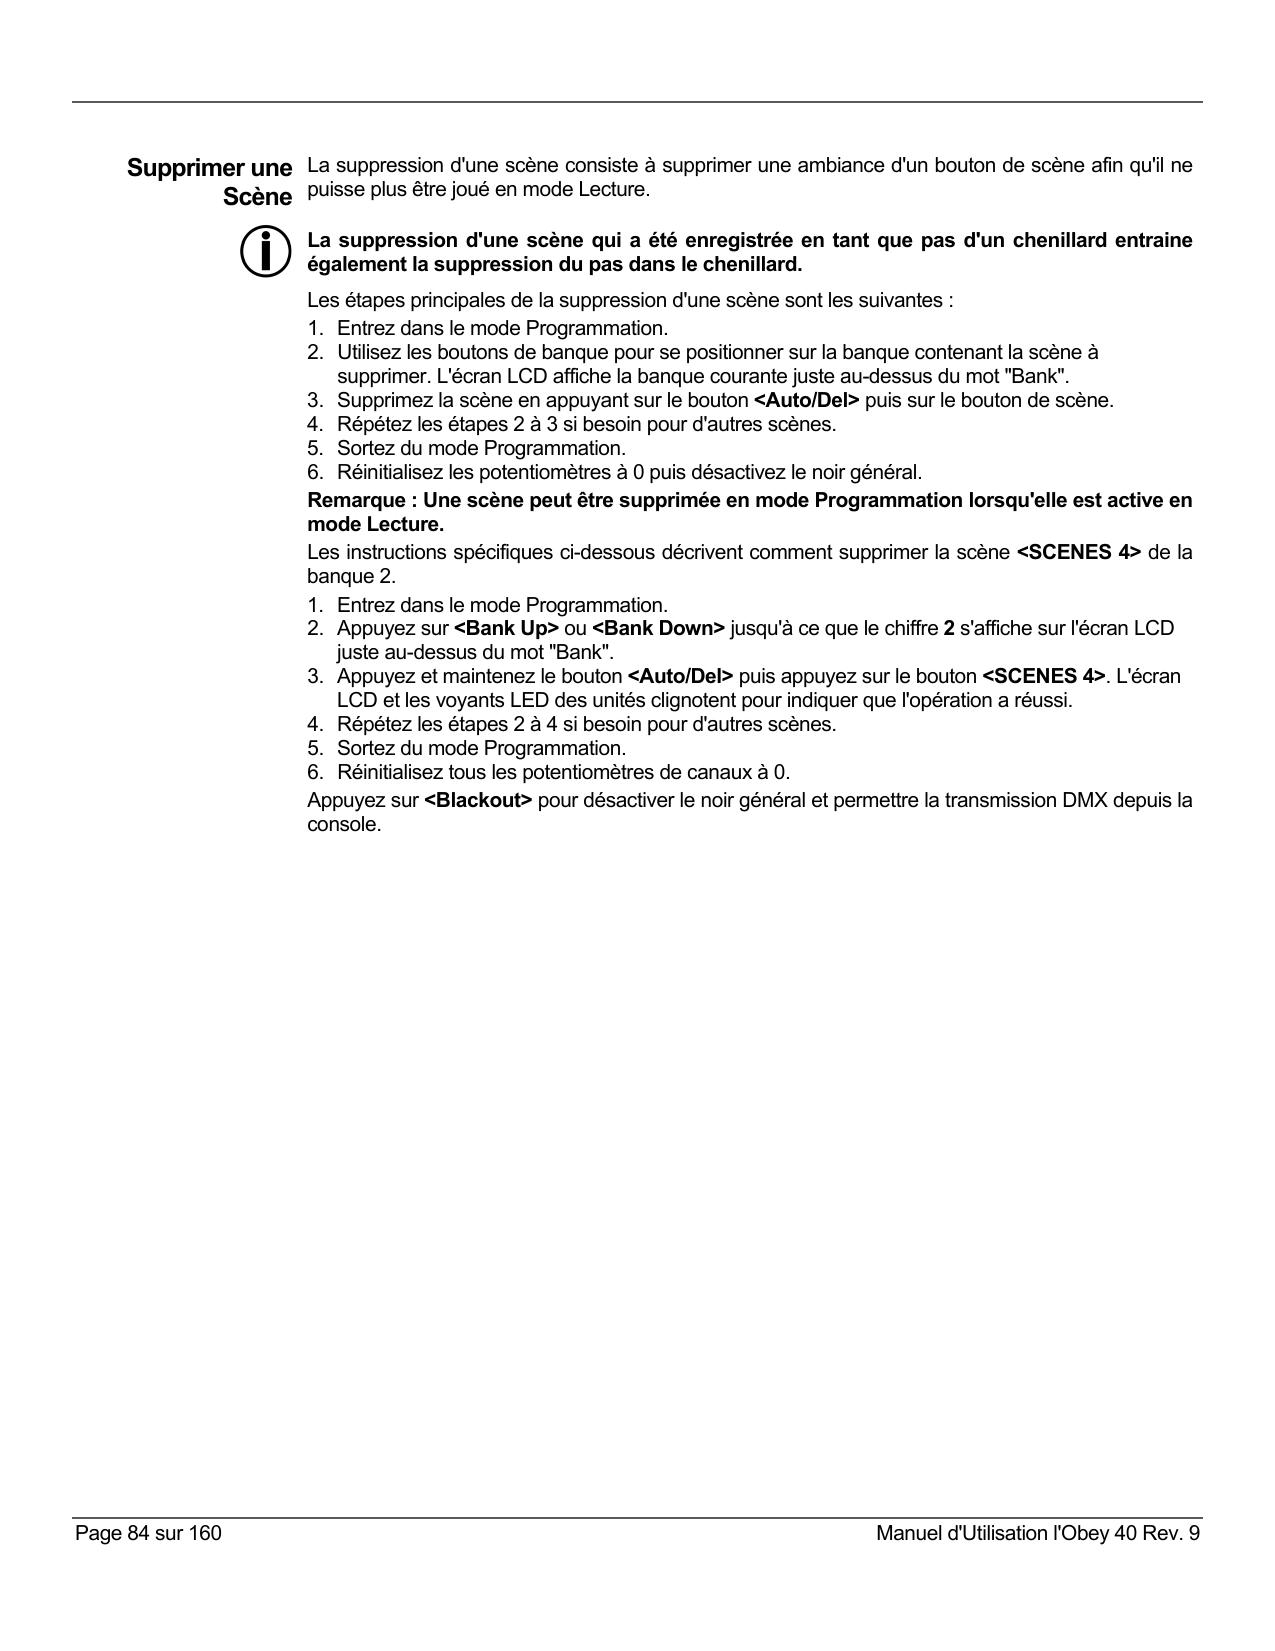 Supprimer une
Scène
La suppression d'une scène consiste à supprimer une ambiance d'un bouton de scène afin qu'il ne
puisse plus être joué en mode Lecture.
La suppression d'une scène qui a été enregistrée en tant que pas d'un chenillard entraine
également la suppression du pas dans le chenillard.
Les étapes principales de la suppression d'une scène sont les suivantes :
1. Entrez dans le mode Programmation.
2. Utilisez les boutons de banque pour se positionner sur la banque contenant la scène à
supprimer. L'écran LCD affiche la banque courante juste au-dessus du mot "Bank".
3. Supprimez la scène en appuyant sur le bouton <Auto/Del> puis sur le bouton de scène.
4. Répétez les étapes 2 à 3 si besoin pour d'autres scènes.
5. Sortez du mode Programmation.
6. Réinitialisez les potentiomètres à 0 puis désactivez le noir général.
Remarque : Une scène peut être supprimée en mode Programmation lorsqu'elle est active en
mode Lecture.
Les instructions spécifiques ci-dessous décrivent comment supprimer la scène <SCENES 4> de la
banque 2.
1. Entrez dans le mode Programmation.
2. Appuyez sur <Bank Up> ou <Bank Down> jusqu'à ce que le chiffre 2 s'affiche sur l'écran LCD
juste au-dessus du mot "Bank".
3. Appuyez et maintenez le bouton <Auto/Del> puis appuyez sur le bouton <SCENES 4>. L'écran
LCD et les voyants LED des unités clignotent pour indiquer que l'opération a réussi.
4. Répétez les étapes 2 à 4 si besoin pour d'autres scènes.
5. Sortez du mode Programmation.
6. Réinitialisez tous les potentiomètres de canaux à 0.
Appuyez sur <Blackout> pour désactiver le noir général et permettre la transmission DMX depuis la
console.
Page 84 sur 160
Manuel d'Utilisation l'Obey 40 Rev. 9